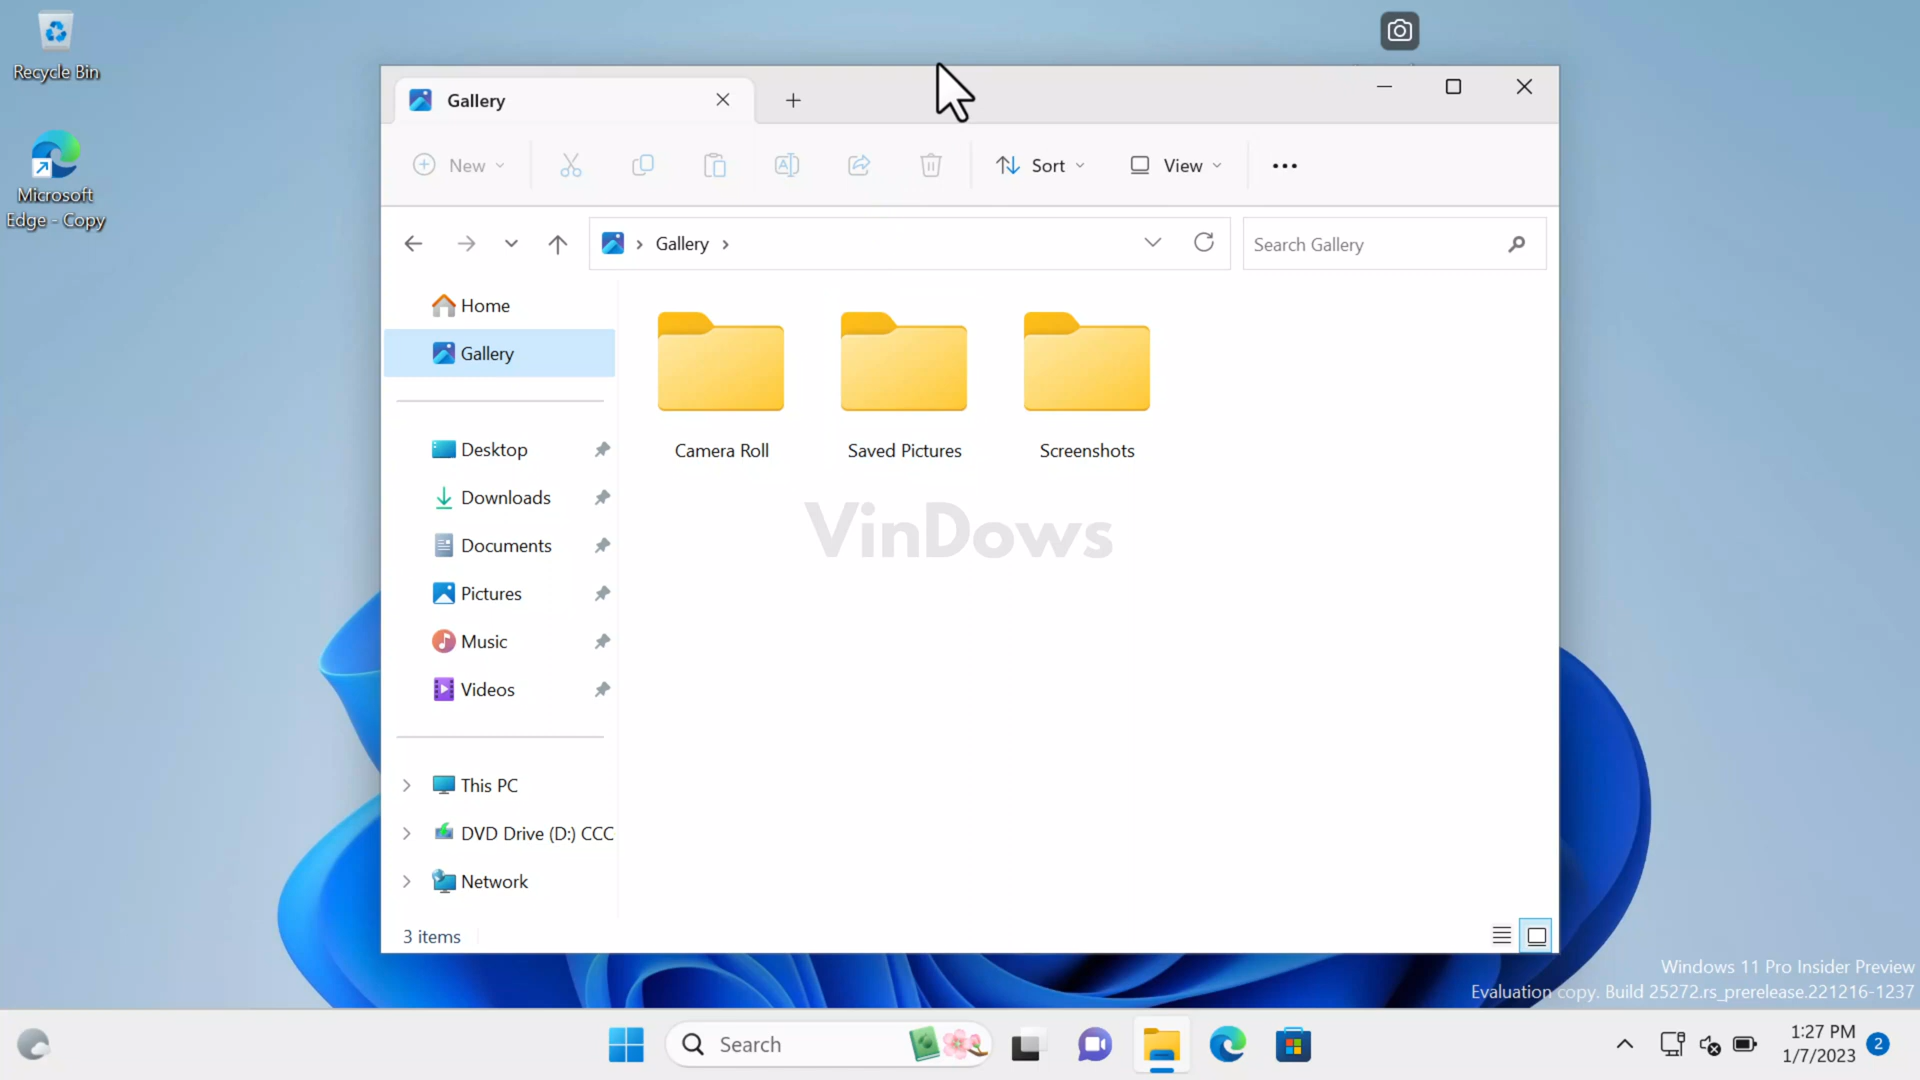 Recycle Bin
Microsoft
Edge - Copy
Gallery
New
Sort
View
Gallery
Search Gallery
Home
Gallery
Desktop
Downloads
Documents
Pictures
Music
Videos
This PC
DVD Drive (D:) CCC
Network
Camera Roll
Saved Pictures
Screenshots
VinDows
3 items
Windows 11 Pro Insider Preview
Evaluation copy. Build 25272.rs_prerelease.221216-1237
Search
1:27 PM
1/7/2023
2